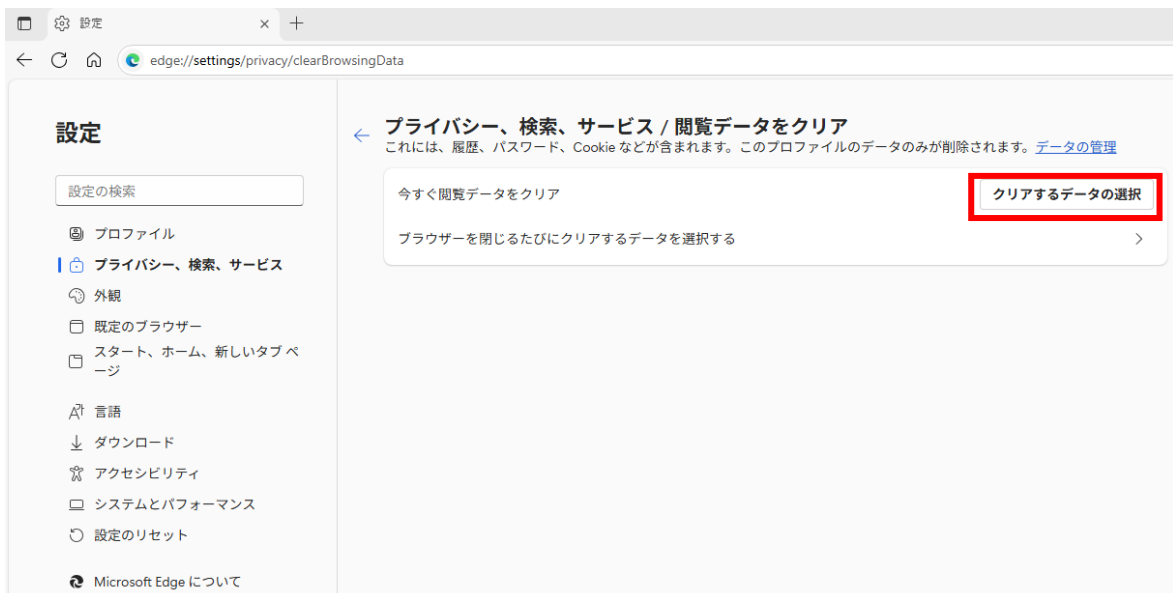 設定
edge://settings/privacy/clearBrowsingData
設定
設定の検索
プロファイル
プライバシー、検索、サービス
外観
既定のブラウザー
スタート、ホーム、新しいタブ ペ
ージ
言語
ダウンロード
アクセシビリティ
システムとパフォーマンス
設定のリセット
Microsoft Edge について
プライバシー、検索、サービス / 閲覧データをクリア
これには、履歴、パスワード、Cookie などが含まれます。このプロファイルのデータのみが削除されます。データの管理
今すぐ閲覧データをクリア
クリアするデータの選択
ブラウザーを閉じるたびにクリアするデータを選択する